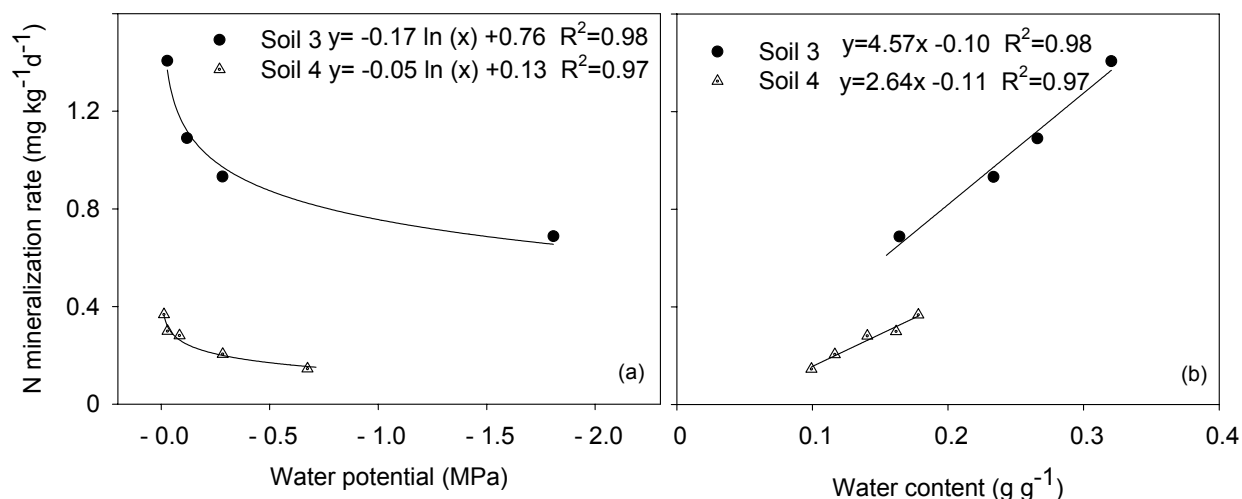 Soil 3 y= -0.17 ln (x) +0.76 R²=0.98
Soil 4 y= -0.05 ln (x) +0.13 R²=0.97
Soil 3 y=4.57x -0.10 R²=0.98
Soil 4 y=2.64x -0.11 R²=0.97
N mineralization rate (mg kg⁻¹d⁻¹)
1.2
0.8
0.4
0
(a)
(b)
- 0.0 - 0.5 - 1.0 - 1.5 - 2.0
0 0.1 0.2 0.3 0.4
Water potential (MPa)
Water content (g g⁻¹)